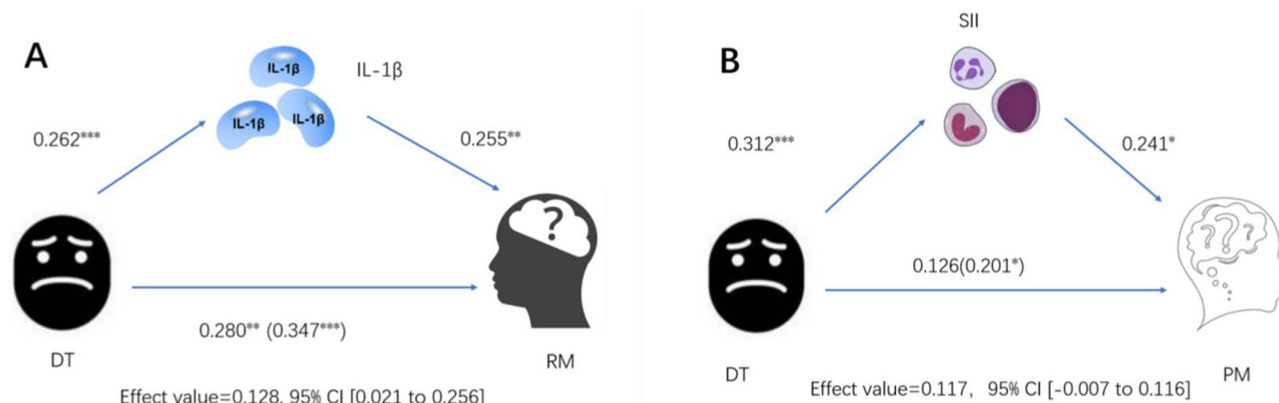 A
IL-1β
IL-1β
IL-1β
IL-1β
0.262***
0.255**
?
0.280** (0.347***)
DT
RM
Effect value=0.128, 95% CI [0.021 to 0.256]
B
SII
0.312***
0.241*
???
0.126(0.201*)
DT
PM
Effect value=0.117, 95% CI [-0.007 to 0.116]